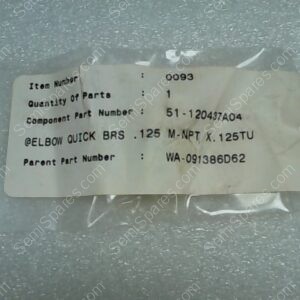 Item Number : 0093
Quantity Of Parts : 1
Component Part Number : 51-120437A04
@ELBOW QUICK BRS .125 M-NPT X .125TU
Parent Part Number : WA-091386D62